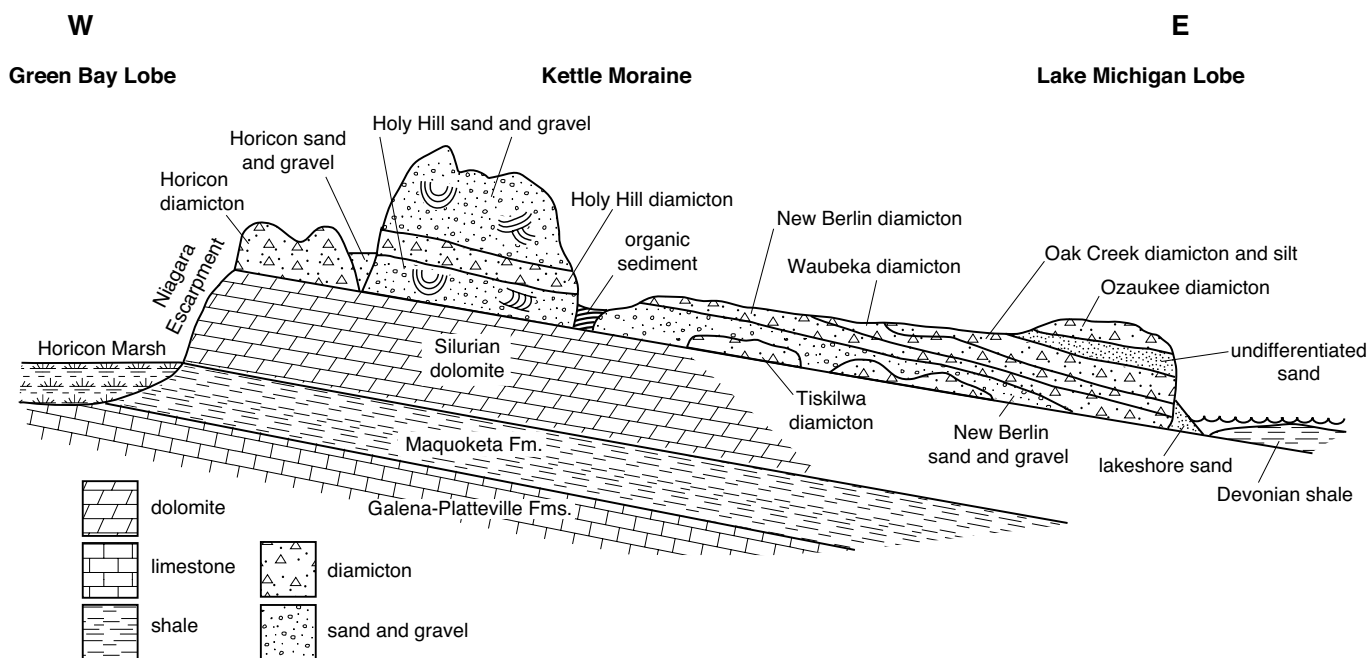 W
E
Green Bay Lobe
Kettle Moraine
Lake Michigan Lobe
Holy Hill sand and gravel
Horicon sand
and gravel
Horicon
diamicton
Holy Hill diamicton
New Berlin diamicton
organic
sediment
Oak Creek diamicton and silt
Waubeka diamicton
Ozaukee diamicton
Niagara
Escarpment
Horicon Marsh
Silurian
dolomite
undifferentiated
sand
Tiskilwa
diamicton
New Berlin
sand and gravel
Maquoketa Fm.
lakeshore sand
Devonian shale
Galena-Platteville Fms.
dolomite
limestone
diamicton
shale
sand and gravel